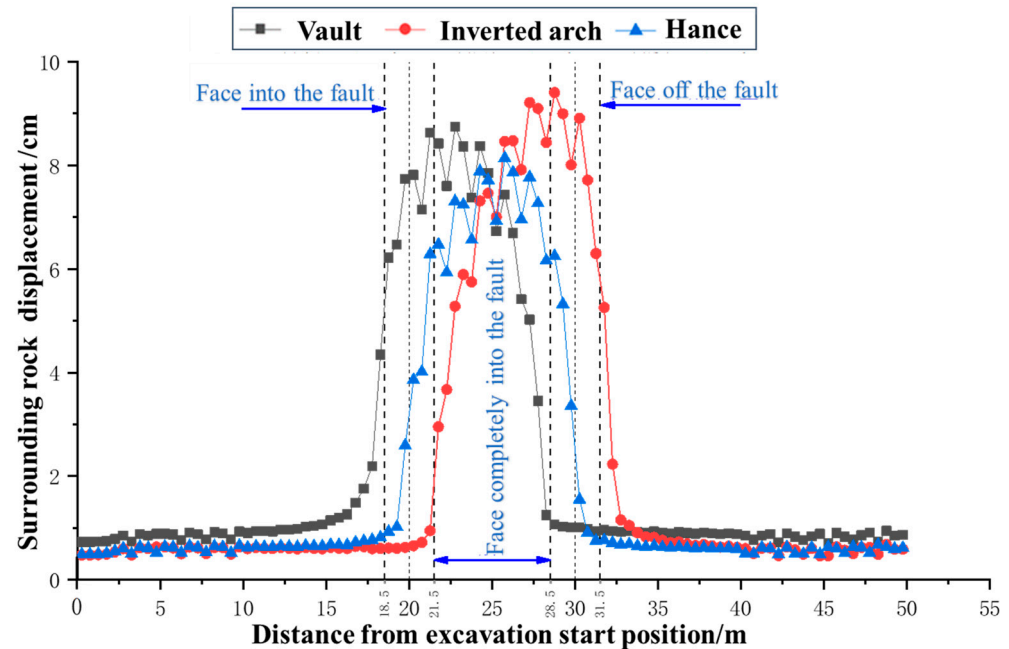 Vault Inverted arch Hance
Face into the fault
Face off the fault
Face completely into the fault
Surrounding rock displacement /cm
10
8
6
4
2
0
0 5 10 15 18.5 20 21.5 25 28.5 30 31.5 35 40 45 50 55
Distance from excavation start position/m